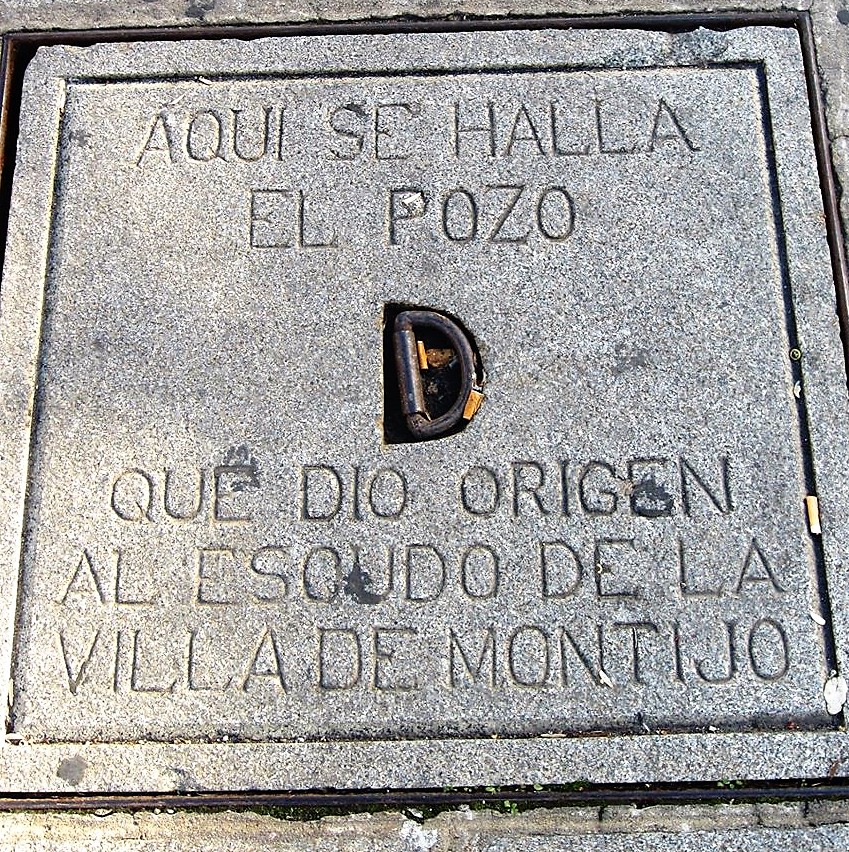 AQUI SE HALLA
EL POZO
QUE DIO ORIGEN
AL ESCUDO DE LA
VILLA DE MONTIJO